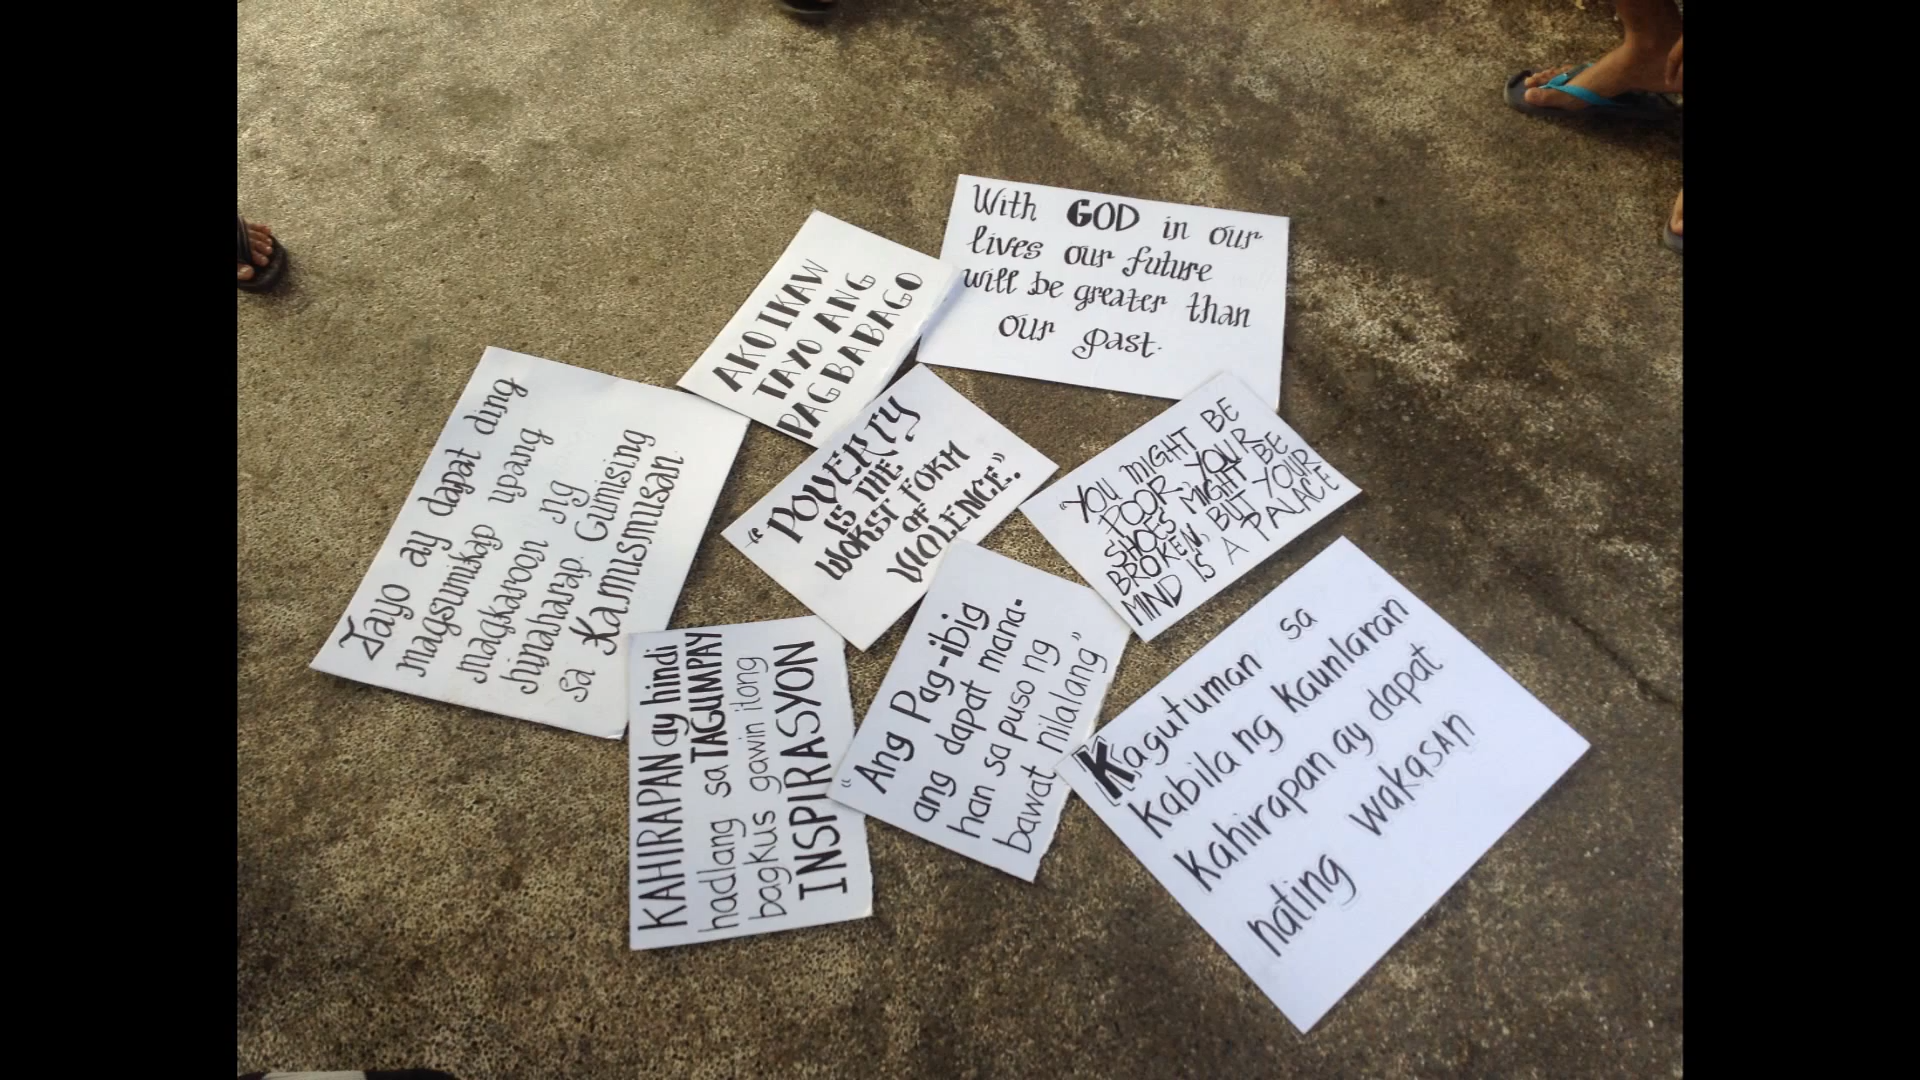 With GOD in our
lives our future
will be greater than
our past.
AKO IKAW
TAYO ANG
PAGBABAGO
Tayo ay dapat ding
magsumikap upang
magkaroon ng
hinahanap. Gumising
sa Kamusmusan.
"POVERTY
IS THE
WORST FORM
OF
VIOLENCE."
"YOU MIGHT BE
POOR, YOUR
SHOES MIGHT BE
BROKEN, BUT YOUR
MIND IS A PALACE
KAHIRAPAN ay hindi
hadlang sa TAGUMPAY
bagkus gawin itong
INSPIRASYON
"Ang Pag-ibig
ang dapat mana-
han sa puso ng
bawat nilalang"
Kagutuman sa
kabila ng kaunlaran
Kahirapan ay dapat
nating wakasan